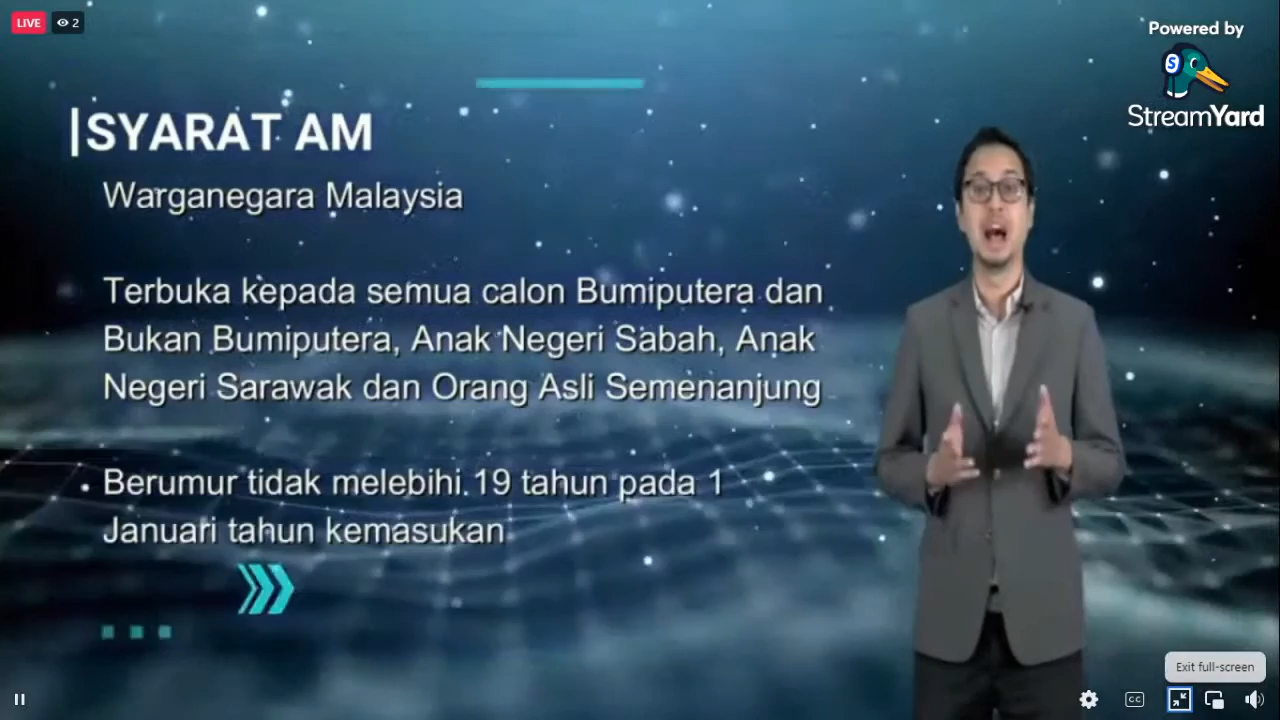 LIVE
2
Powered by
S
StreamYard
|SYARAT AM
Warganegara Malaysia
Terbuka kepada semua calon Bumiputera dan
Bukan Bumiputera, Anak Negeri Sabah, Anak
Negeri Sarawak dan Orang Asli Semenanjung
Berumur tidak melebihi 19 tahun pada 1
Januari tahun kemasukan
Exit full-screen
CC